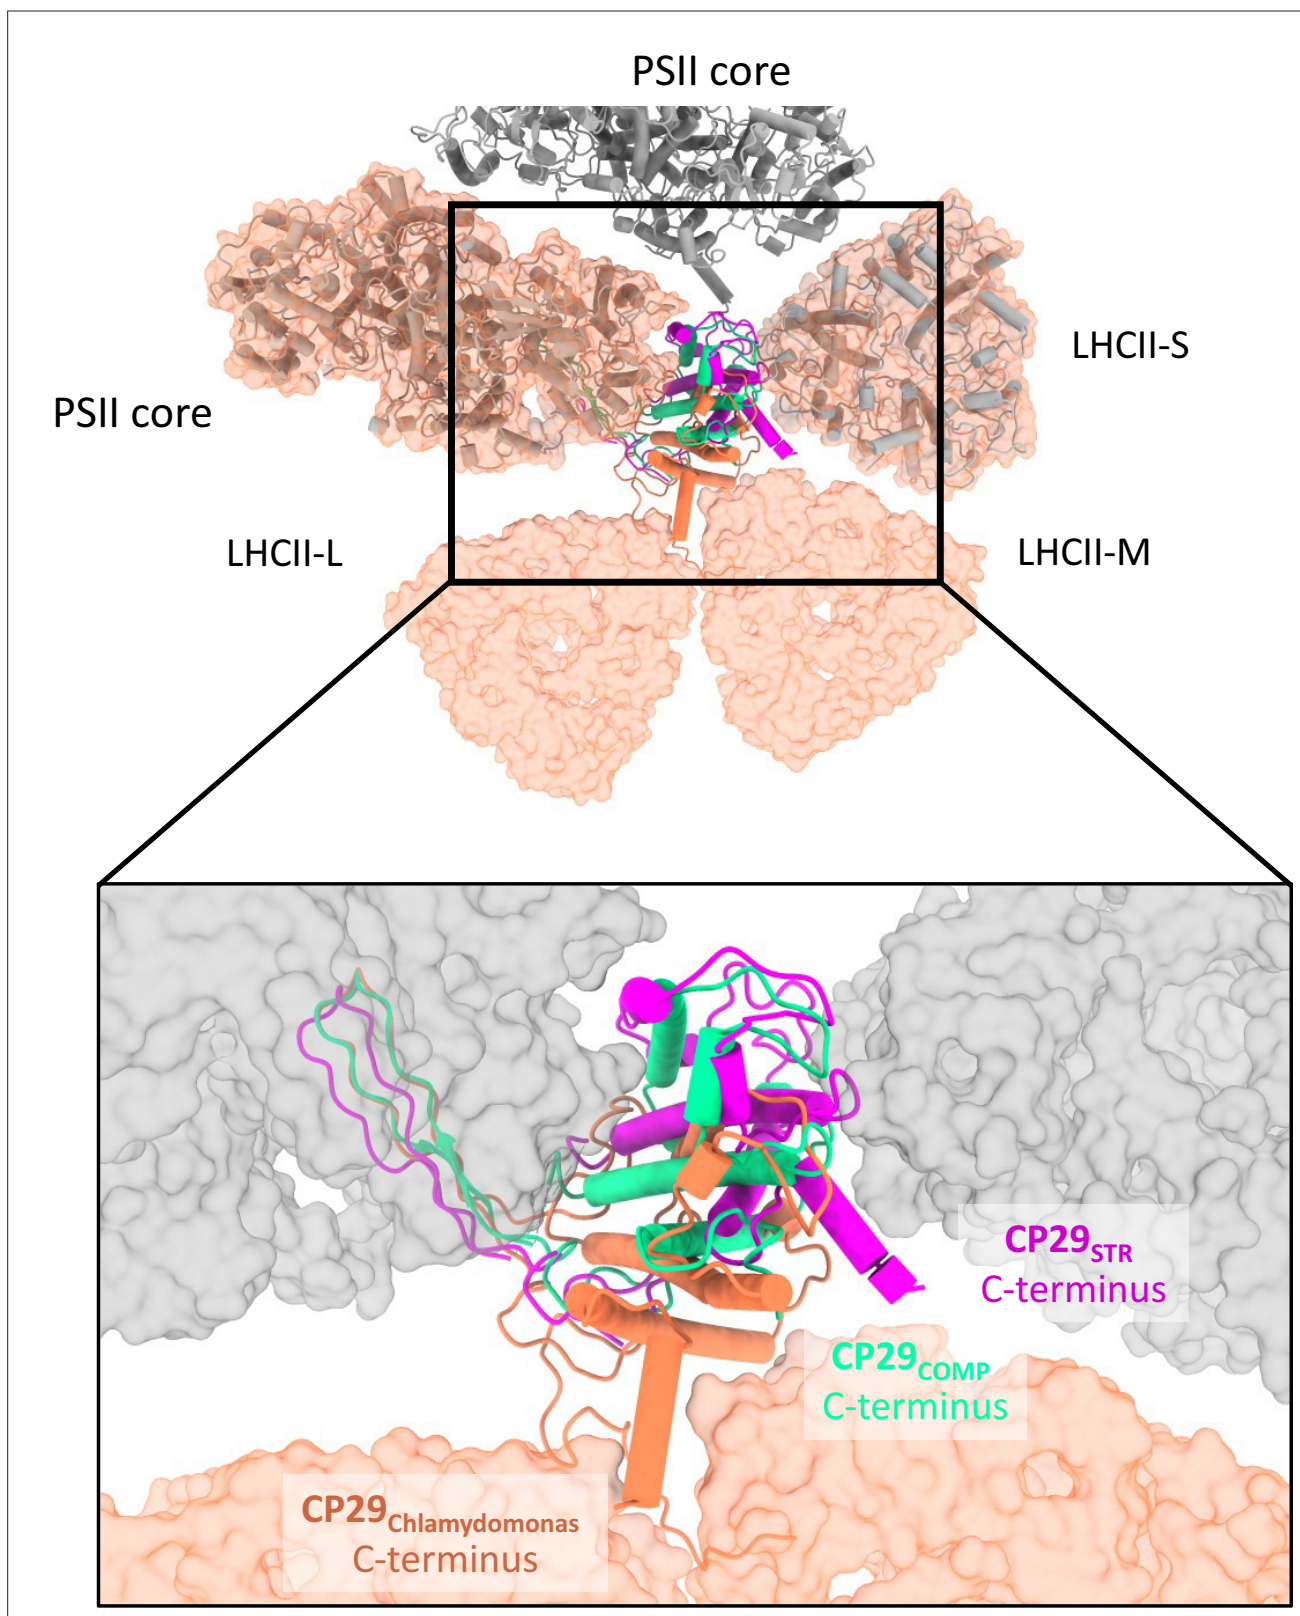 PSII core
LHCII-S
PSII core
LHCII-L
LHCII-M
CP29STR
C-terminus
CP29COMP
C-terminus
CP29Chlamydomonas
C-terminus